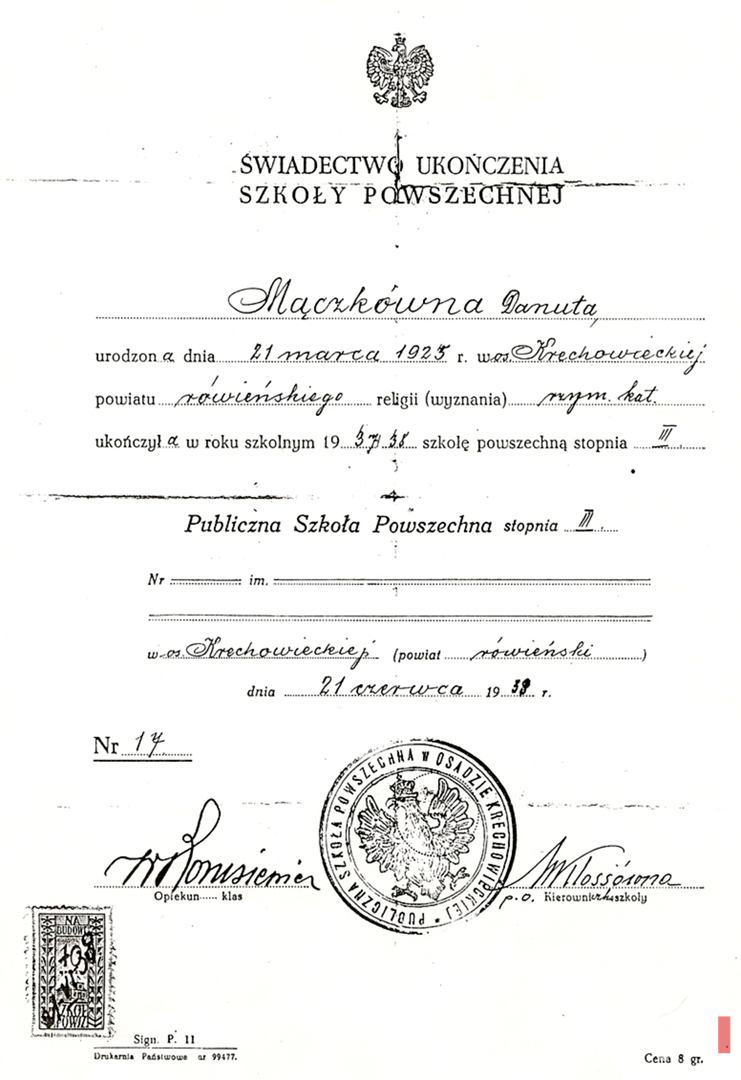 ŚWIADECTWO UKOŃCZENIA
SZKOŁY POWSZECHNEJ
Mączkówna Danuta,
urodzona dnia 21 marca 1925 r. w os. Krechowieckiej
powiatu rówieńskiego religii (wyznania) rzym. kat.
ukończyła w roku szkolnym 1937/38 szkołę powszechną stopnia III
Publiczna Szkoła Powszechna stopnia III.
Nr im.
w os. Krechowieckiej (powiat rówieński)
dnia 21 czerwca 1938 r.
Nr 17
PUBLICZNA SZKOŁA POWSZECHNA W OSADZIE KRECHOWIECKIEJ *
Opiekun klas
p.o. Kierownik szkoły
NA
BUDOWĘ
1938
SZKÓŁ
POWSZ.
Sign. P. 11
Drukarnia Państwowa nr 99477.
Cena 8 gr.